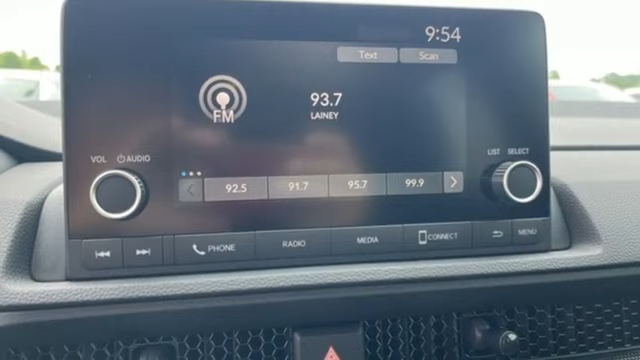 9:54
Text Scan
FM
93.7
LAINEY
VOL AUDIO
LIST SELECT
92.5 91.7 95.7 99.9
PHONE RADIO MEDIA CONNECT MENU